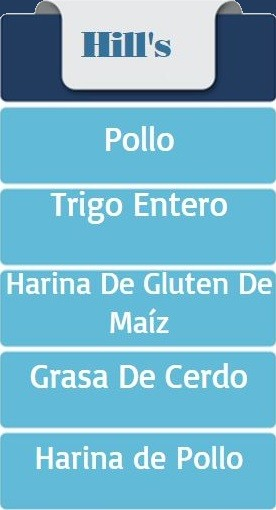 Hill's
Pollo
Trigo Entero
Harina De Gluten De
Maíz
Grasa De Cerdo
Harina de Pollo